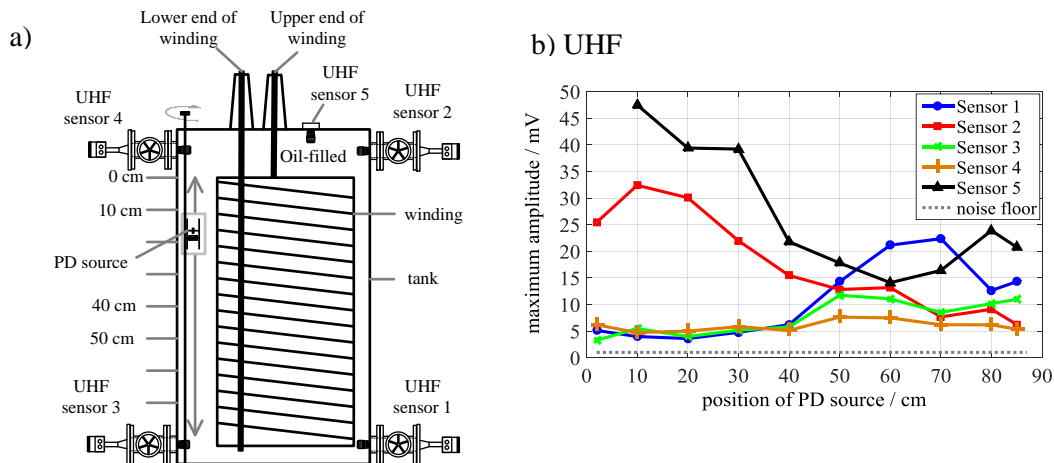 a)
Lower end of
winding
Upper end of
winding
UHF
sensor 5
UHF
sensor 4
UHF
sensor 2
Oil-filled
0 cm
10 cm
winding
PD source
tank
40 cm
50 cm
UHF
sensor 3
UHF
sensor 1
b) UHF
maximum amplitude / mV
50
45
40
35
30
25
20
15
10
5
0
0 2 10 20 30 40 50 60 70 80 90
position of PD source / cm
Sensor 1
Sensor 2
Sensor 3
Sensor 4
Sensor 5
noise floor